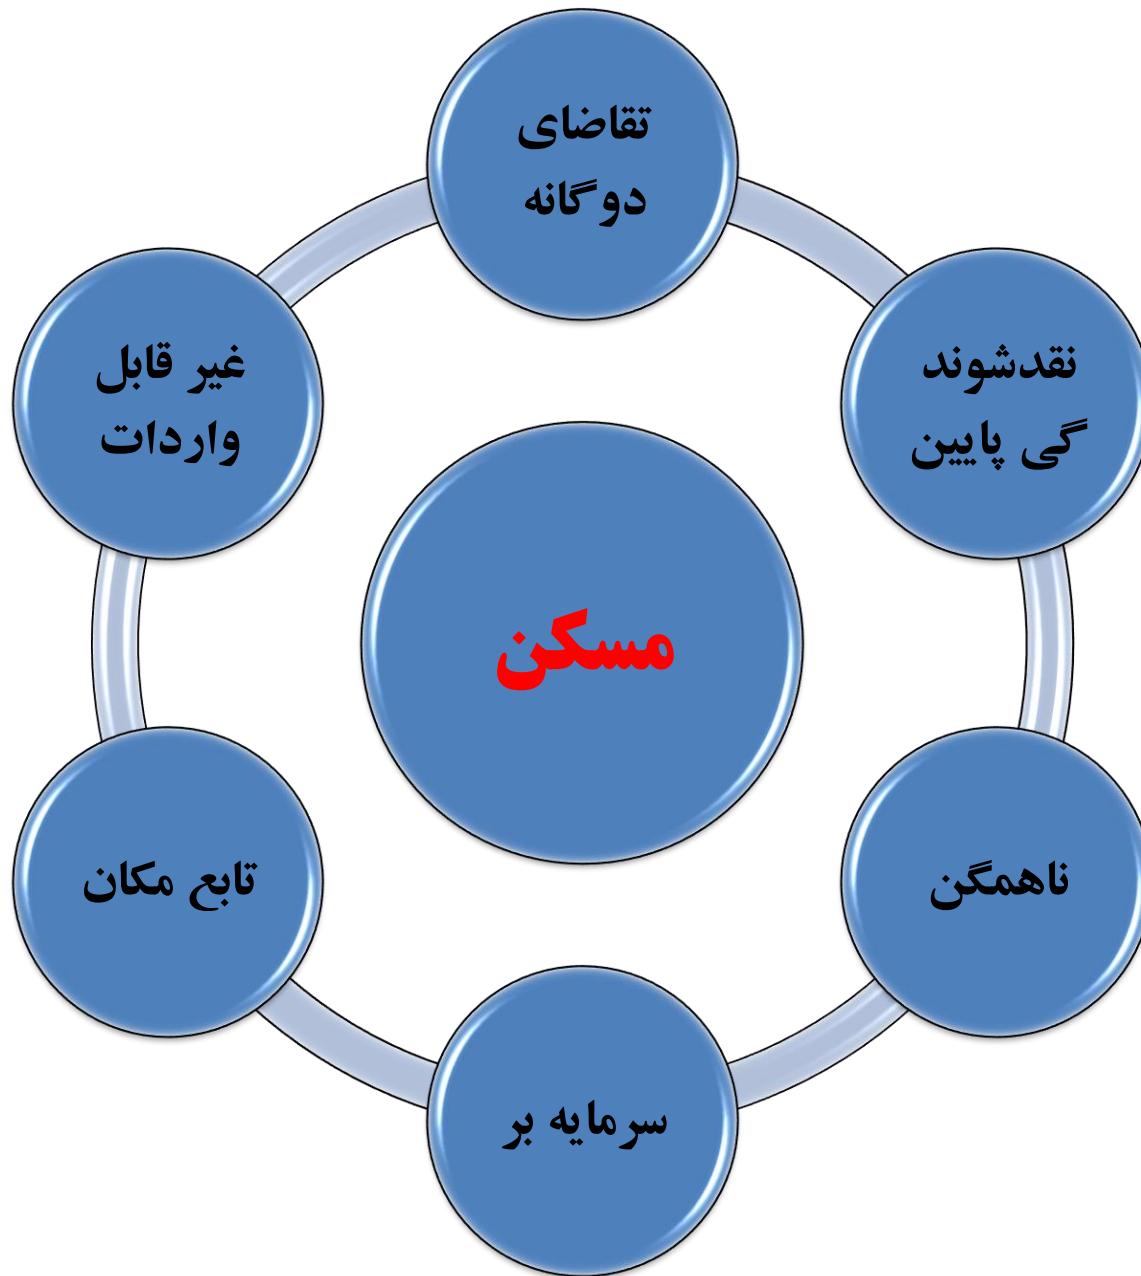 تقاضای
دوگانه
نقدشوند
گی پایین
ناهمگن
سرمایه بر
تابع مکان
غیر قابل
واردات
مسکن